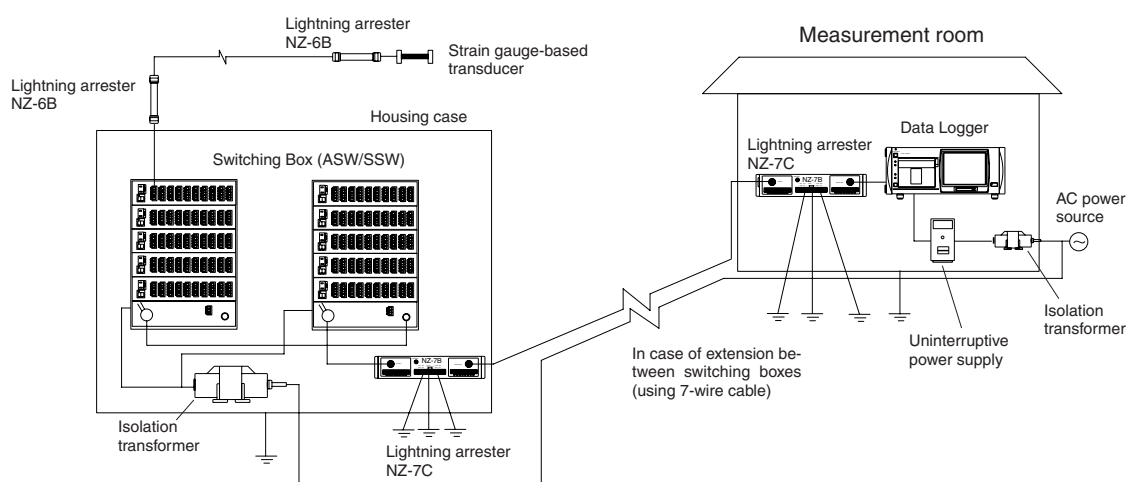 Lightning arrester
NZ-6B
Strain gauge-based
transducer
Lightning arrester
NZ-6B
Housing case
Switching Box (ASW/SSW)
NZ-7B
Isolation
transformer
Lightning arrester
NZ-7C
In case of extension be-
tween switching boxes
(using 7-wire cable)
Measurement room
Data Logger
Lightning arrester
NZ-7C
NZ-7B
AC power
source
Isolation
transformer
Uninterruptive
power supply